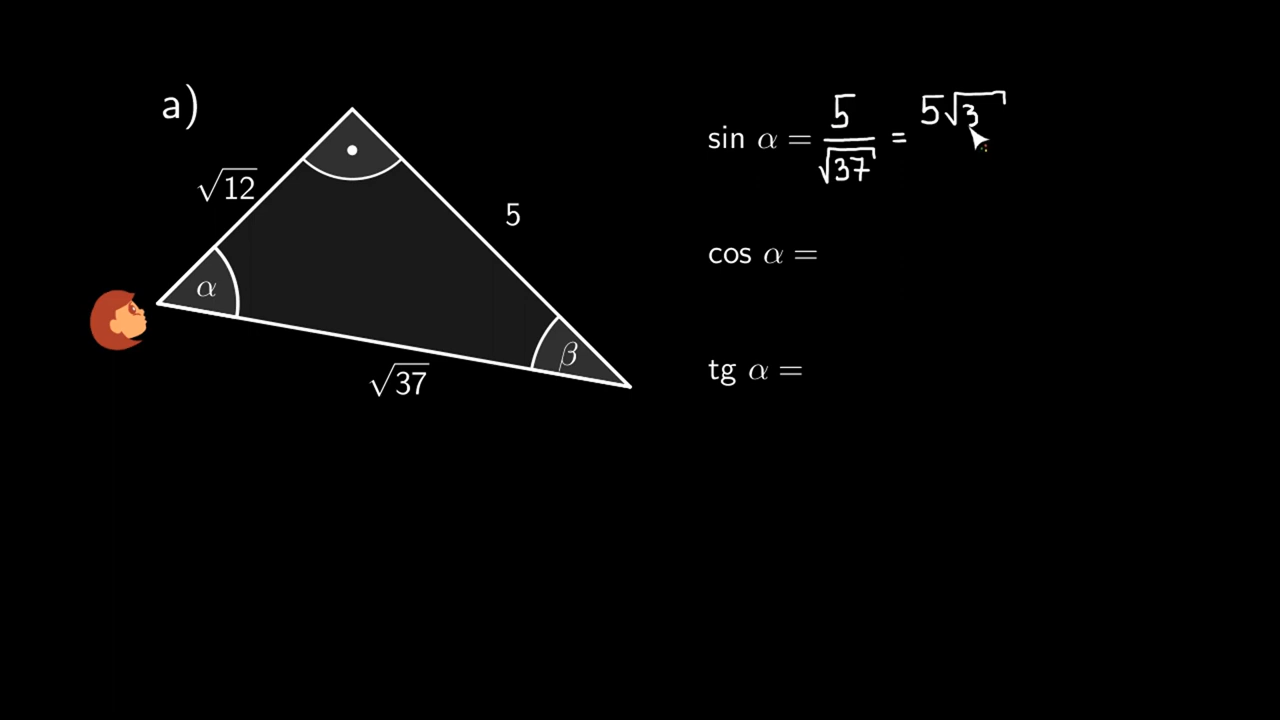 a)
√12
5
α
β
√37
sin α = 5/√37 = 5√3
cos α =
tg α =